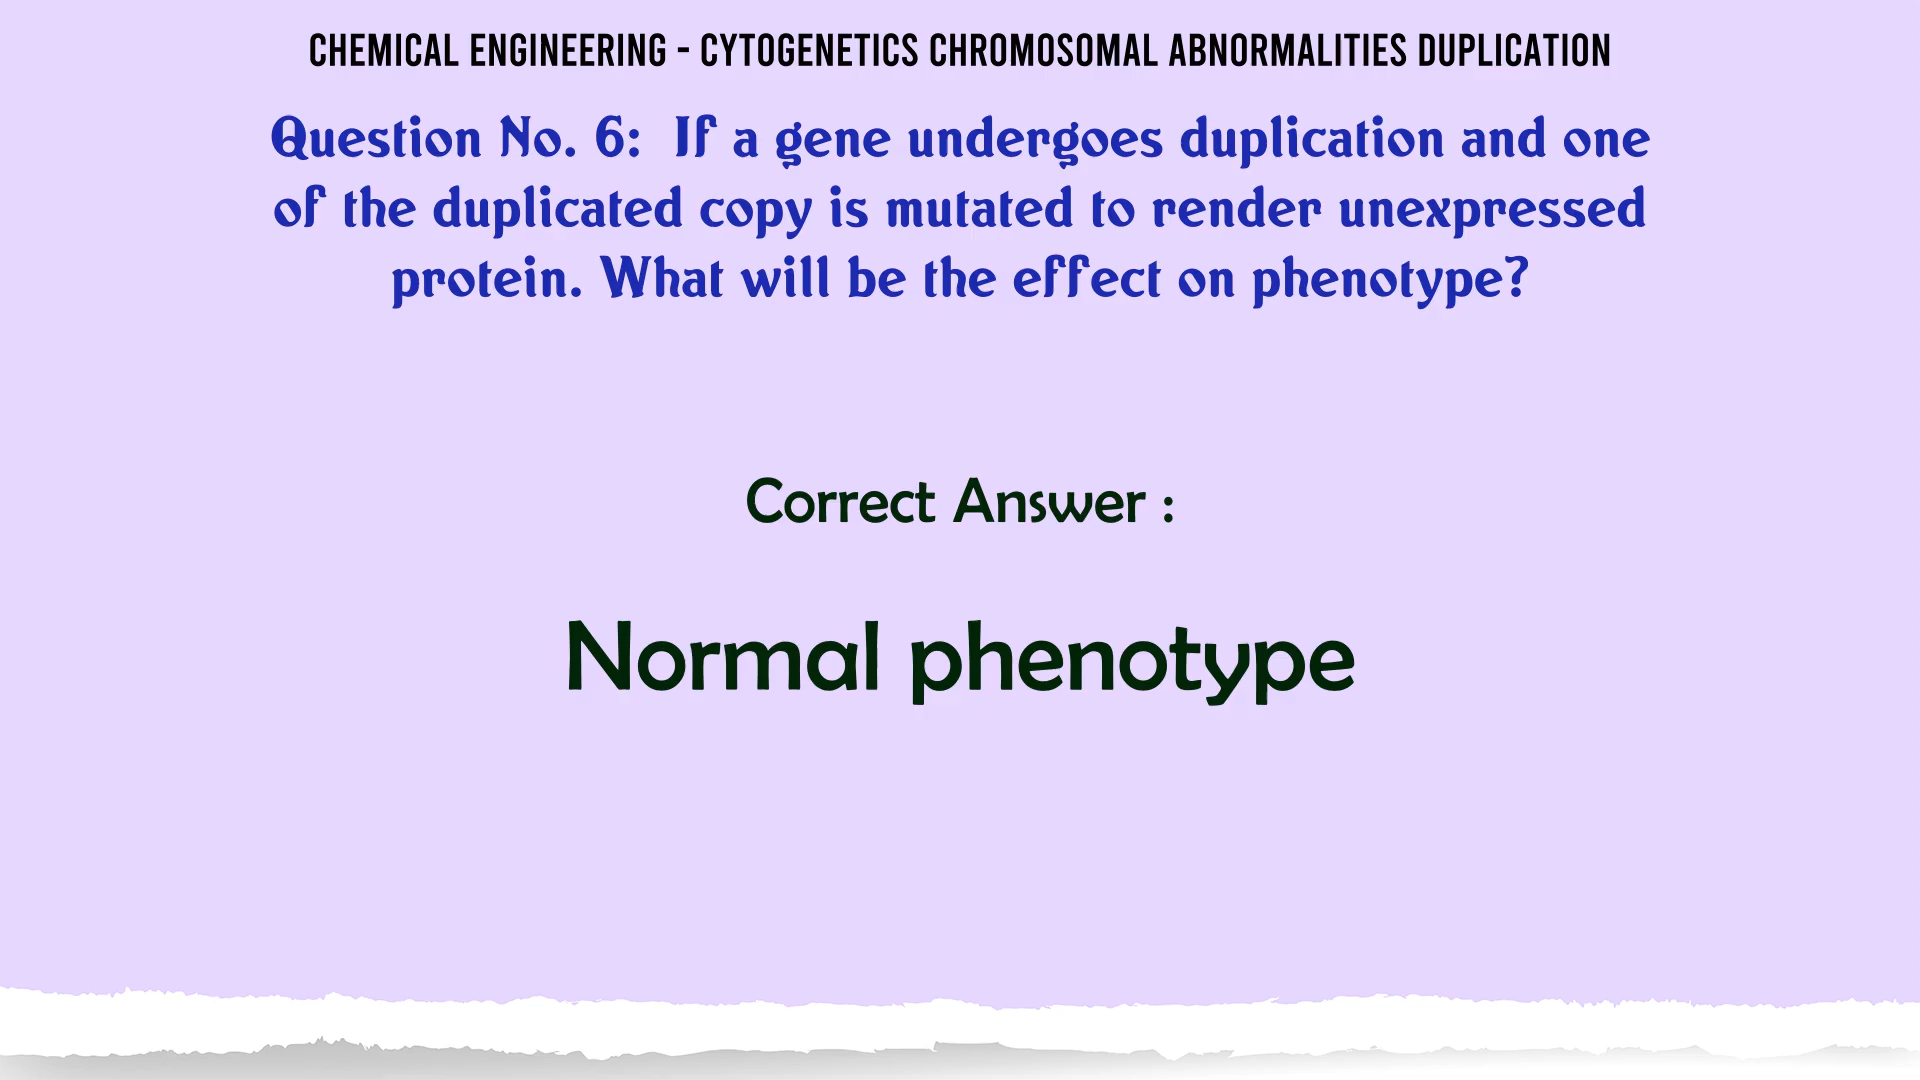 CHEMICAL ENGINEERING - CYTOGENETICS CHROMOSOMAL ABNORMALITIES DUPLICATION
Question No. 6: If a gene undergoes duplication and one
of the duplicated copy is mutated to render unexpressed
protein. What will be the effect on phenotype?
Correct Answer :
Normal phenotype